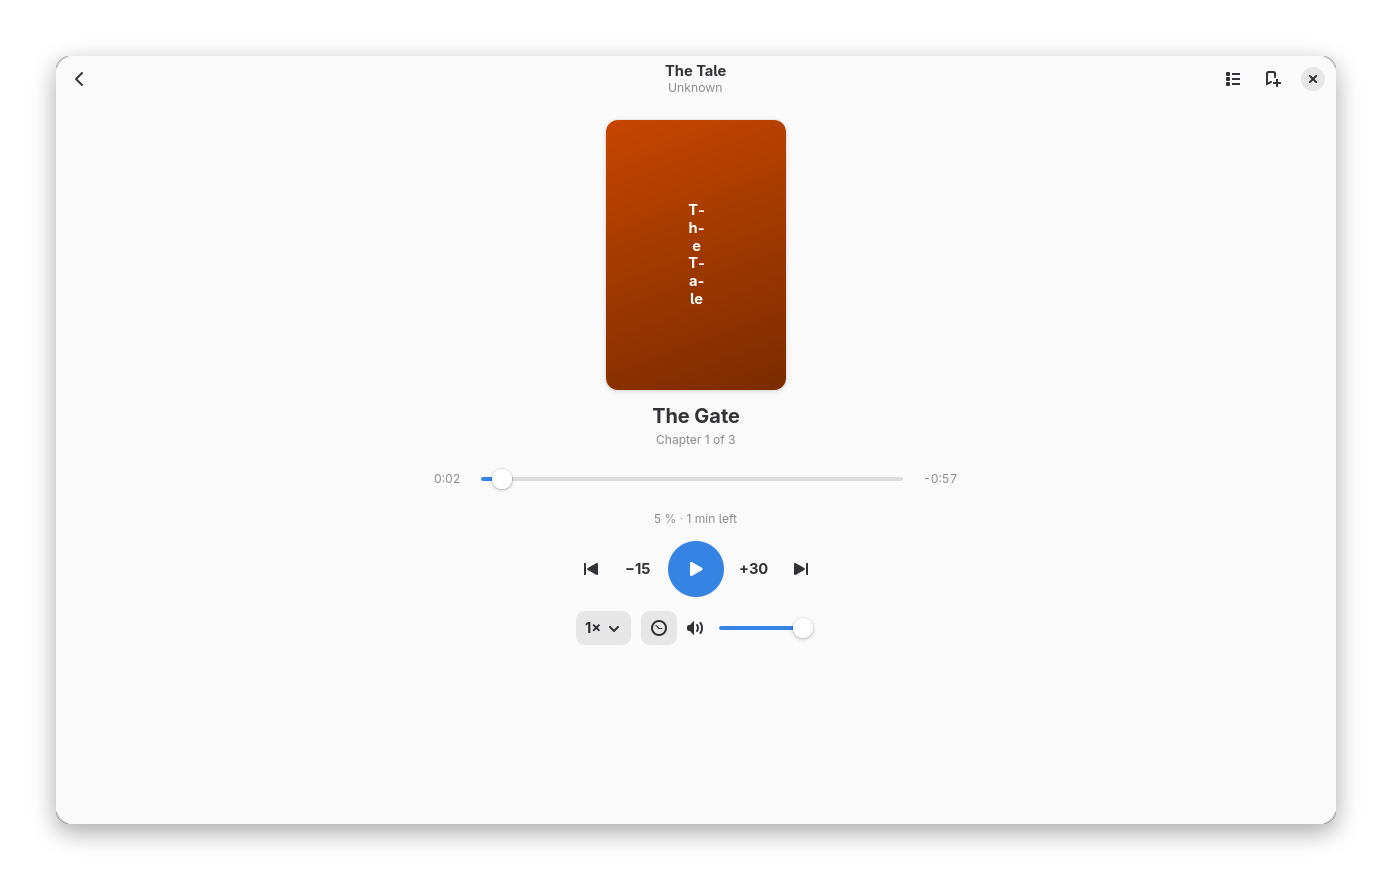 The Tale
Unknown
T-
h-
e
T-
a-
le
The Gate
Chapter 1 of 3
0:02
-0:57
5 % · 1 min left
−15
+30
1×